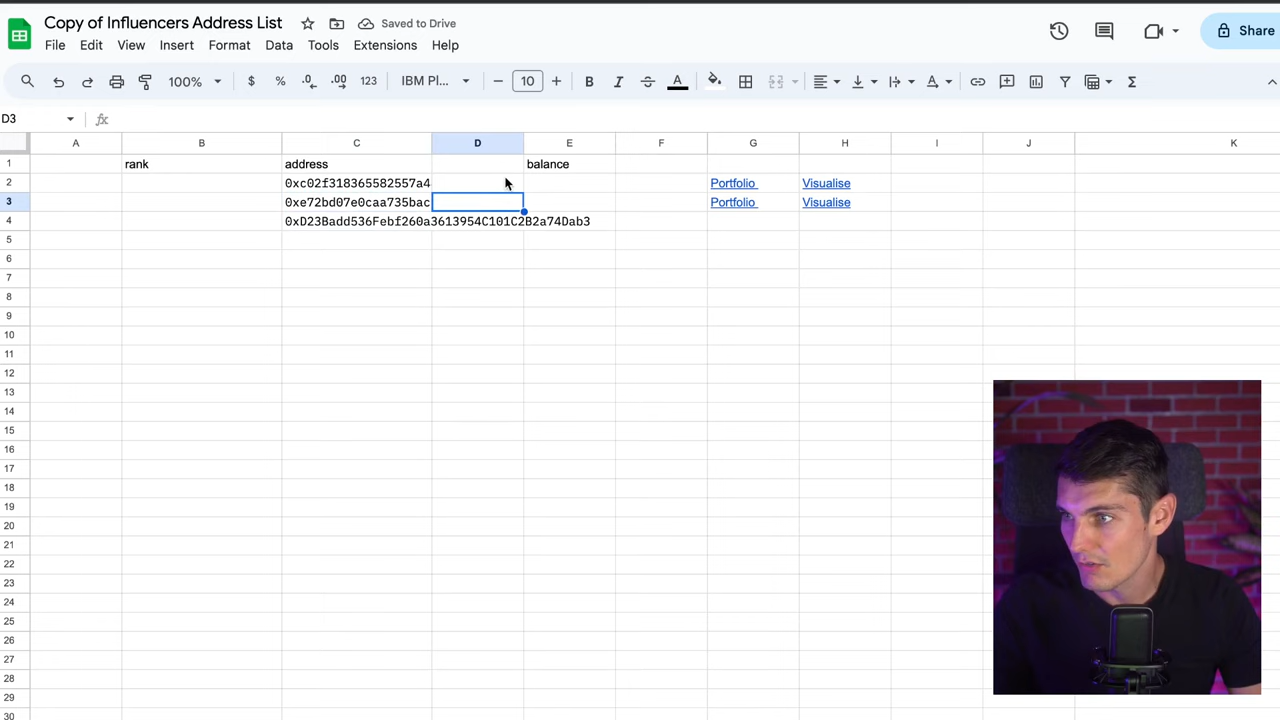 Copy of Influencers Address List Saved to Drive
File Edit View Insert Format Data Tools Extensions Help
Share
100% $ % .0 .00 123 IBM Pl... 10 B I A
D3 fx
A B C D E F G H I J K
1 rank address balance
2 0xc02f318365582557a4 Portfolio Visualise
3 0xe72bd07e0caa735bac Portfolio Visualise
4 0xD23Badd536Febf260a3613954C101C2B2a74Dab3
5
6
7
8
9
10
11
12
13
14
15
16
17
18
19
20
21
22
23
24
25
26
27
28
29
30